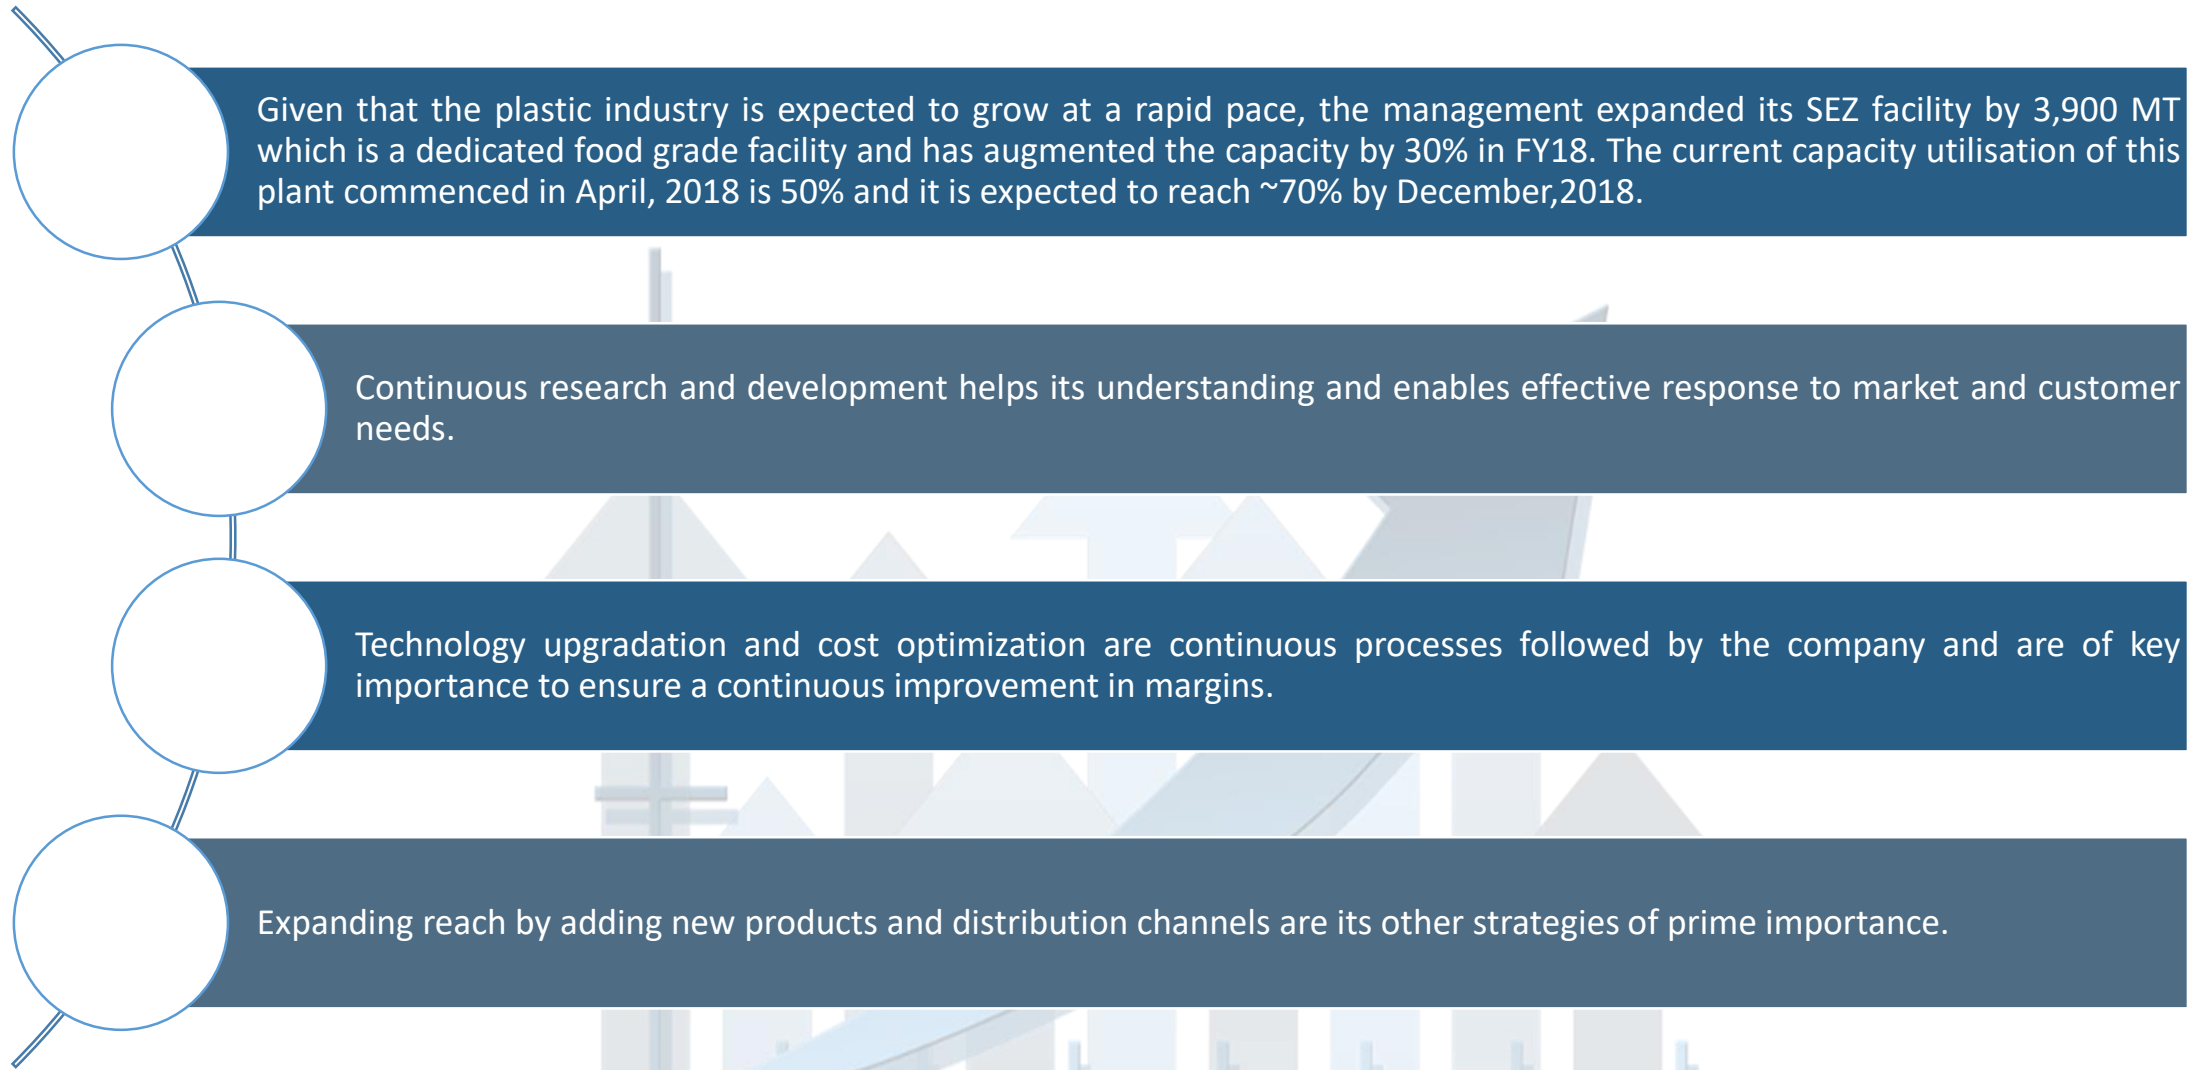 Given that the plastic industry is expected to grow at a rapid pace, the management expanded its SEZ facility by 3,900 MT
which is a dedicated food grade facility and has augmented the capacity by 30% in FY18. The current capacity utilisation of this
plant commenced in April, 2018 is 50% and it is expected to reach ~70% by December,2018.
Continuous research and development helps its understanding and enables effective response to market and customer
needs.
Technology upgradation and cost optimization are continuous processes followed by the company and are of key
importance to ensure a continuous improvement in margins.
Expanding reach by adding new products and distribution channels are its other strategies of prime importance.